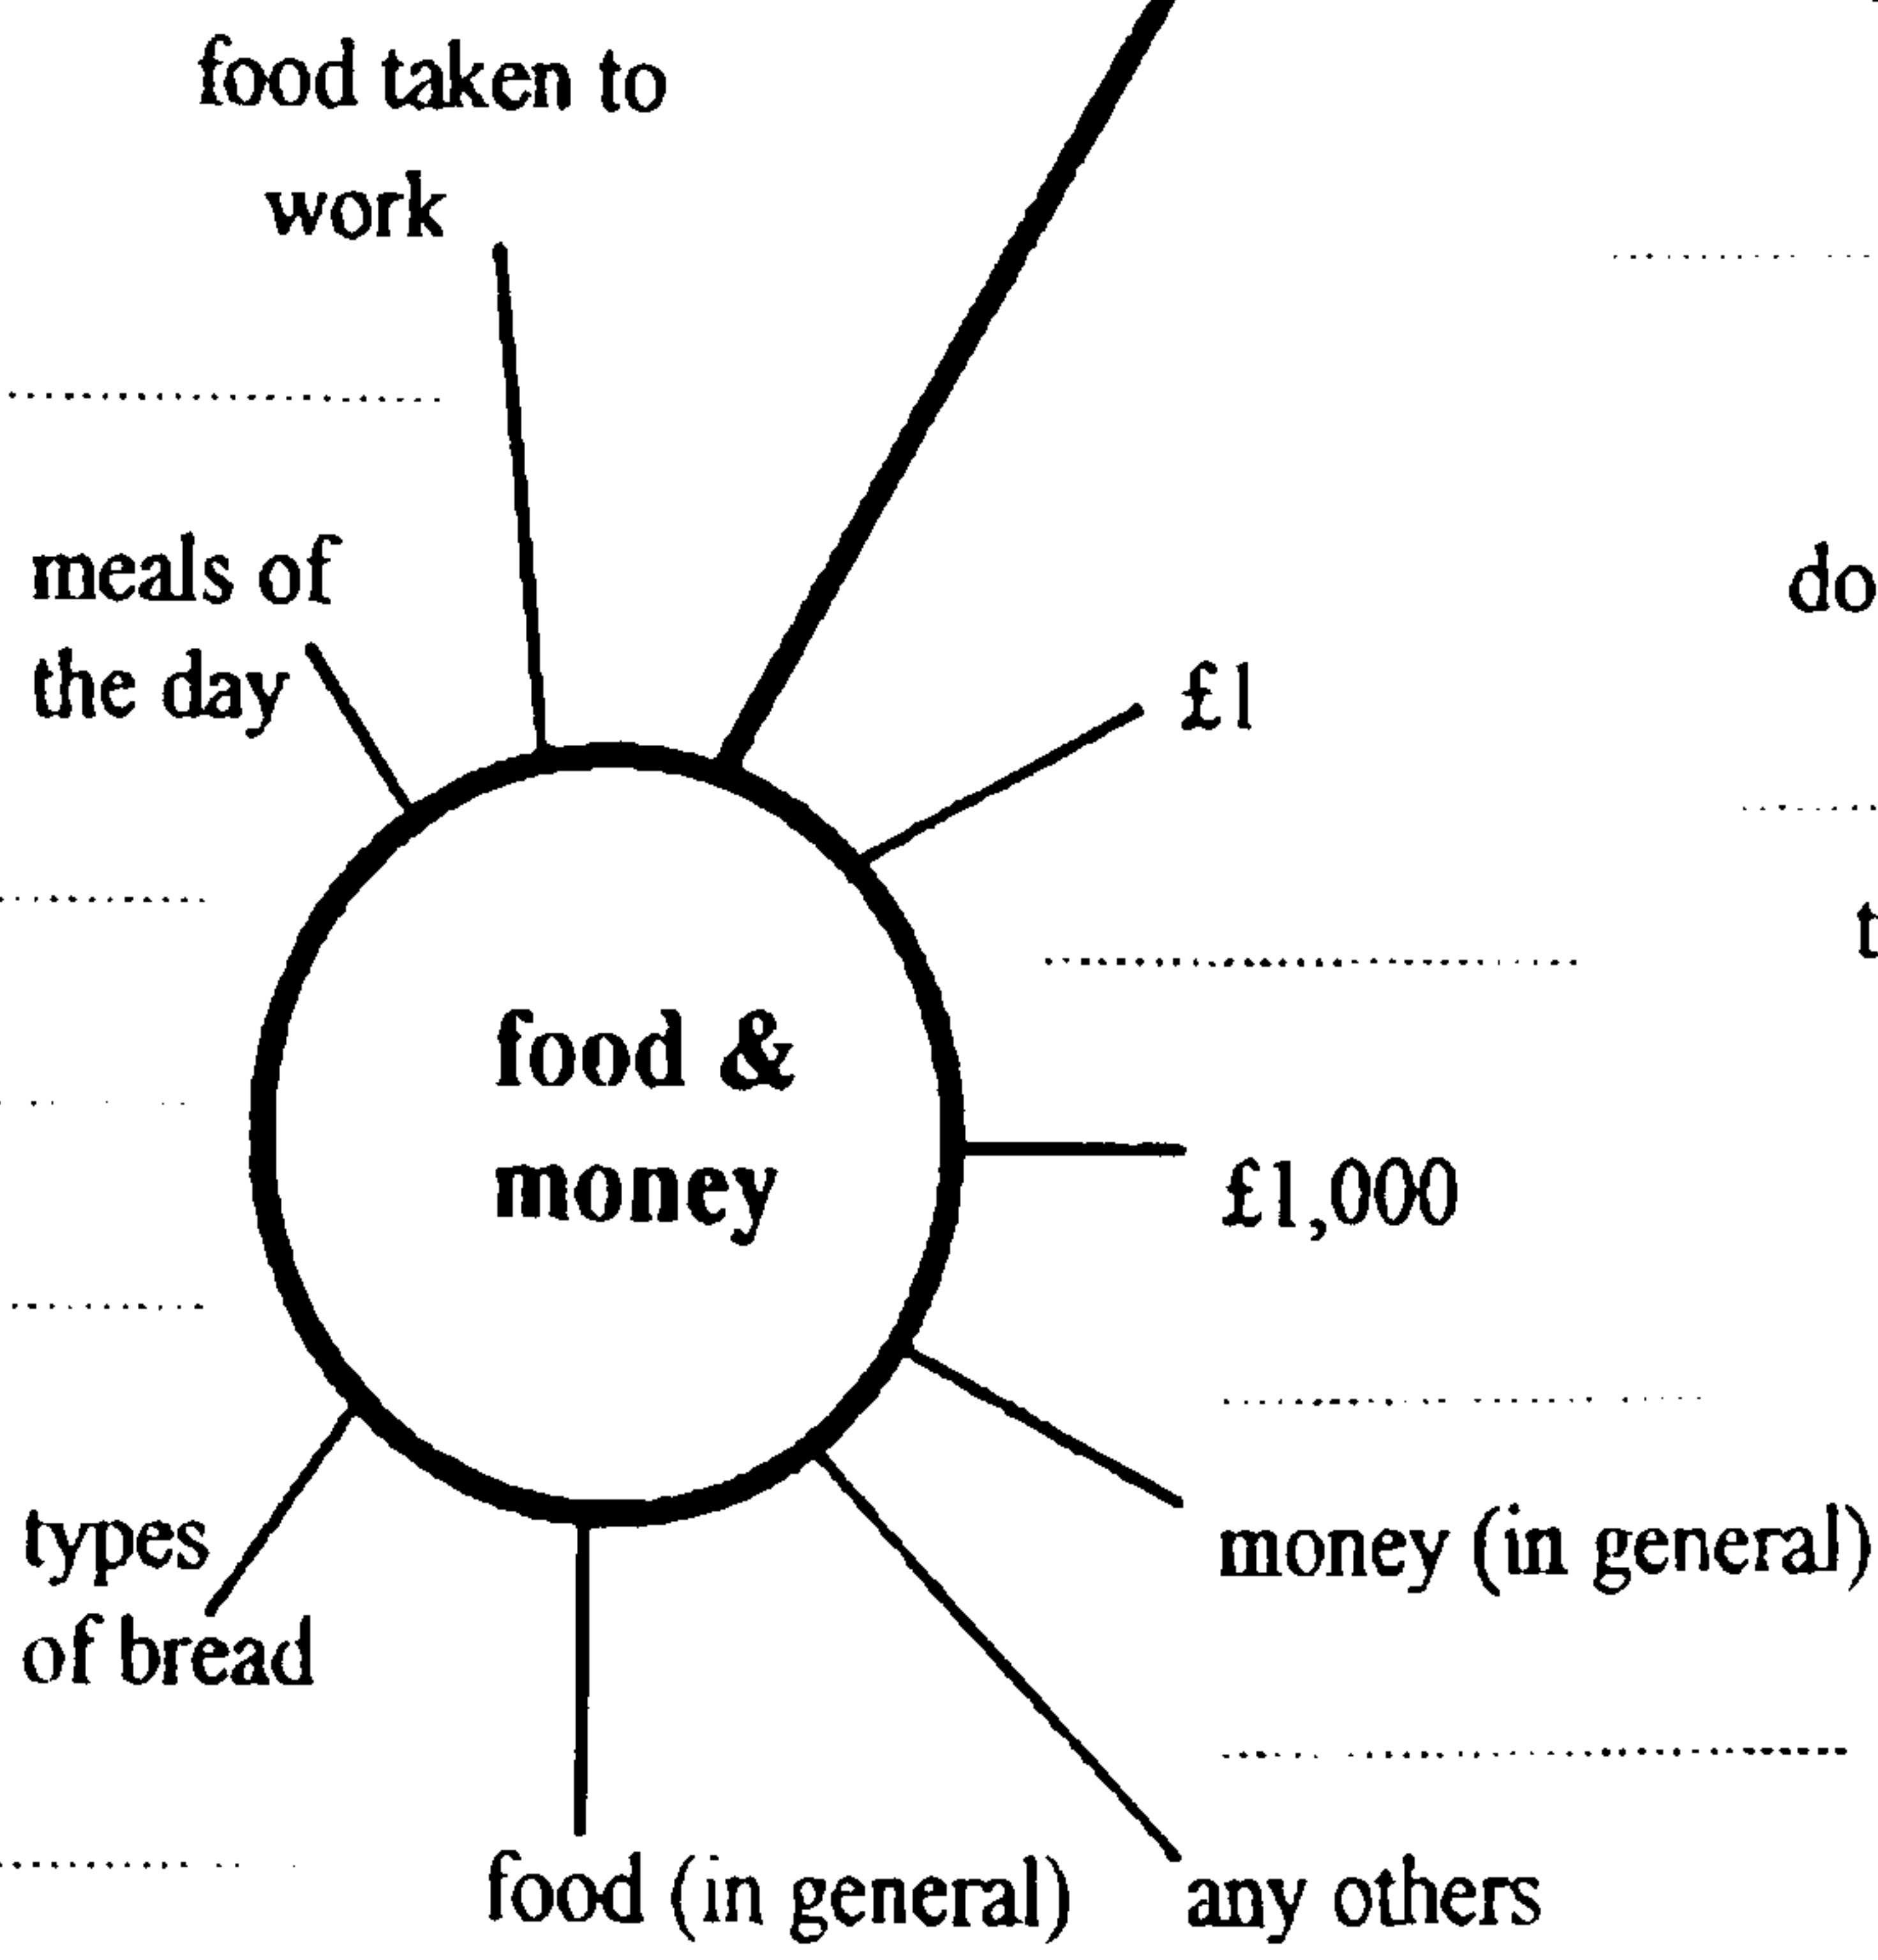 food taken to
work
meals of
the day
do
£1
t
food &
money
£1,000
types
of bread
money (in general)
food (in general)
any others